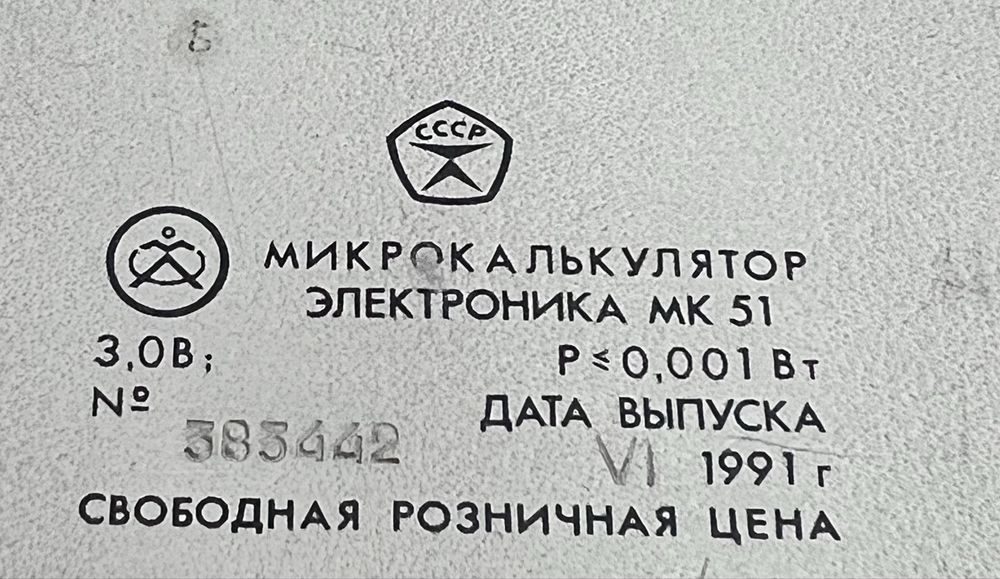 Б
СССР
МИКРОКАЛЬКУЛЯТОР
ЭЛЕКТРОНИКА МК 51
3,0В; P ≤ 0,001 Вт
№ ДАТА ВЫПУСКА
383442 VI 1991 г
СВОБОДНАЯ РОЗНИЧНАЯ ЦЕНА